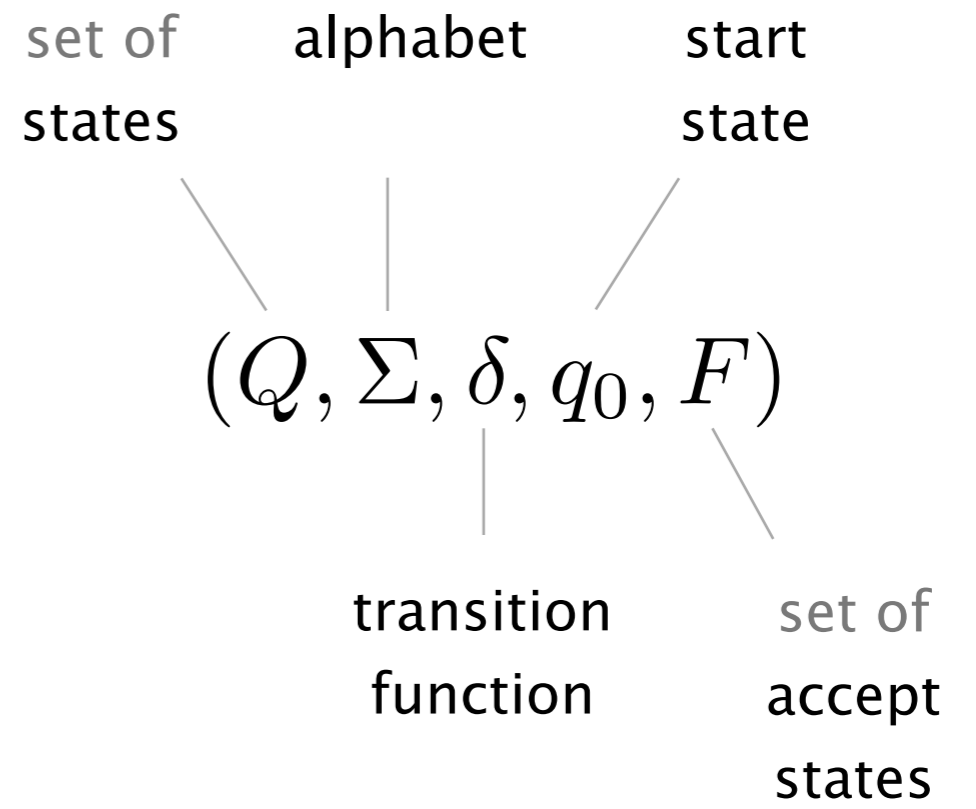 set of alphabet start
states state
(Q, Σ, δ, q₀, F)
transition set of
function accept
states